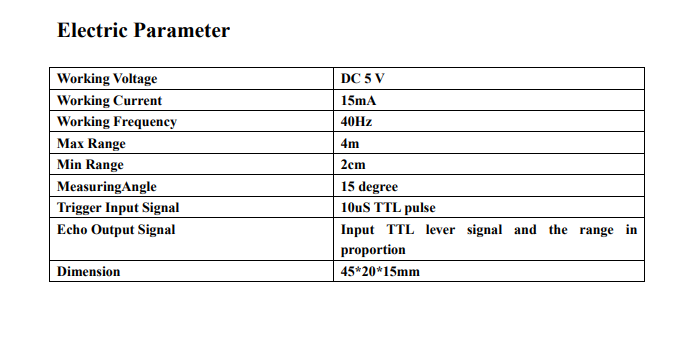 Electric Parameter
Working Voltage DC 5 V
Working Current 15mA
Working Frequency 40Hz
Max Range 4m
Min Range 2cm
MeasuringAngle 15 degree
Trigger Input Signal 10uS TTL pulse
Echo Output Signal Input TTL lever signal and the range in
proportion
Dimension 45*20*15mm